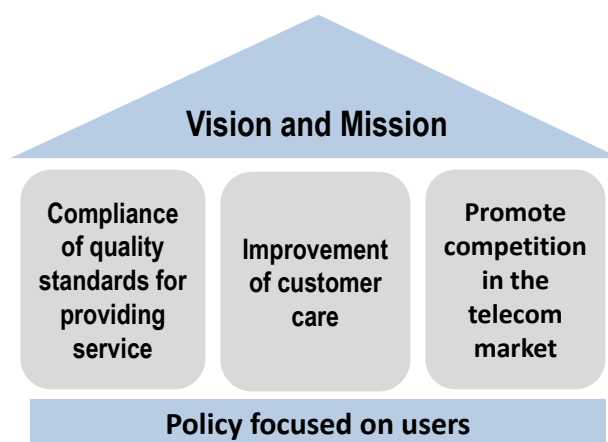 Vision and Mission
Compliance
of quality
standards for
providing
service
Improvement
of customer
care
Promote
competition
in the
telecom
market
Policy focused on users